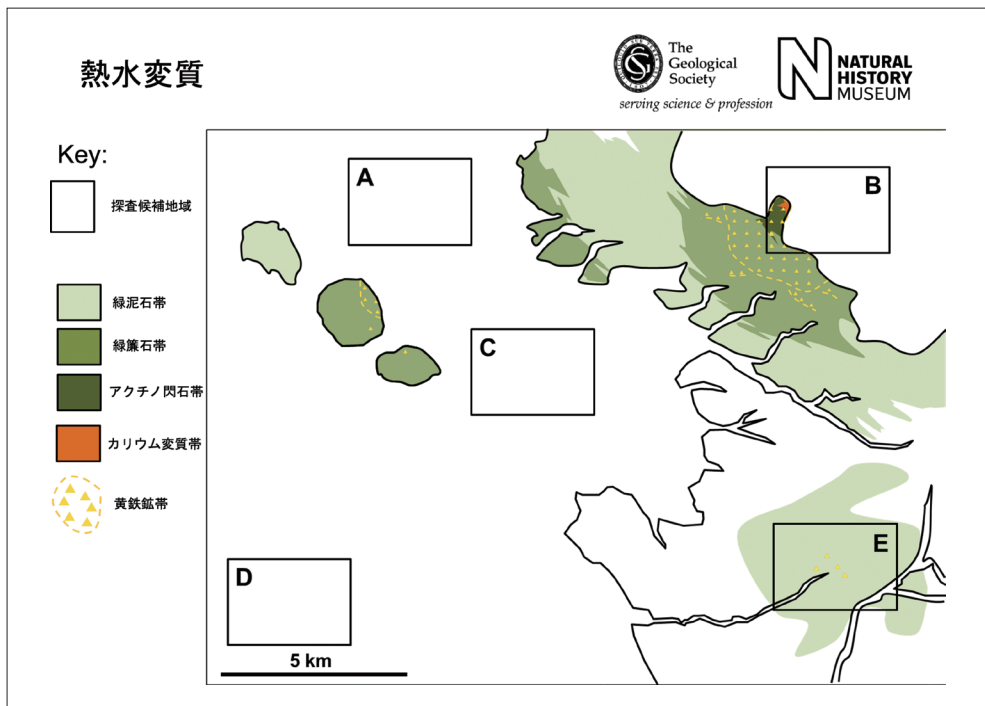 熱水変質
The
Geological
Society
serving science & profession
NATURAL
HISTORY
MUSEUM
Key:
探査候補地域
緑泥石帯
緑簾石帯
アクチノ閃石帯
カリウム変質帯
黄鉄鉱帯
A
B
C
D
E
5 km